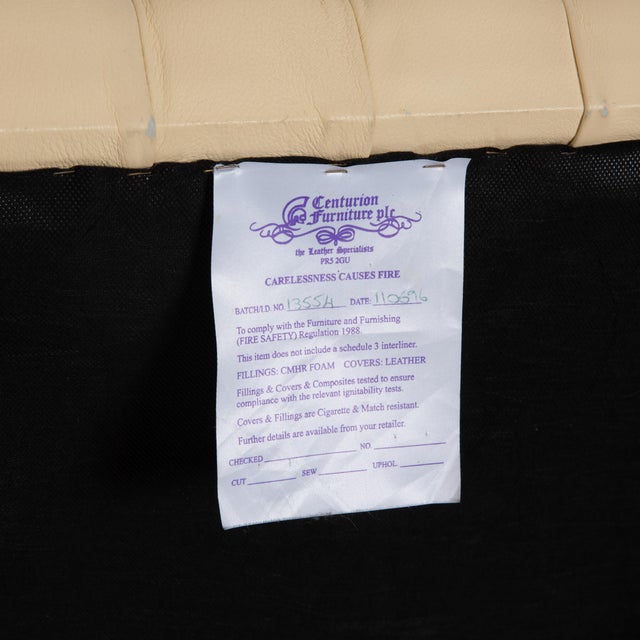 Centurion
Furniture plc
the Leather Specialists
PR5 2GU
CARELESSNESS CAUSES FIRE
BATCH/I.D. NO. 13554 DATE: 110696
To comply with the Furniture and Furnishing
(FIRE SAFETY) Regulation 1988.
This item does not include a schedule 3 interliner.
FILLINGS: CMHR FOAM COVERS: LEATHER
Fillings & Covers & Composites tested to ensure
compliance with the relevant ignitability tests.
Covers & Fillings are Cigarette & Match resistant.
Further details are available from your retailer.
CHECKED NO.
CUT SEW UPHOL